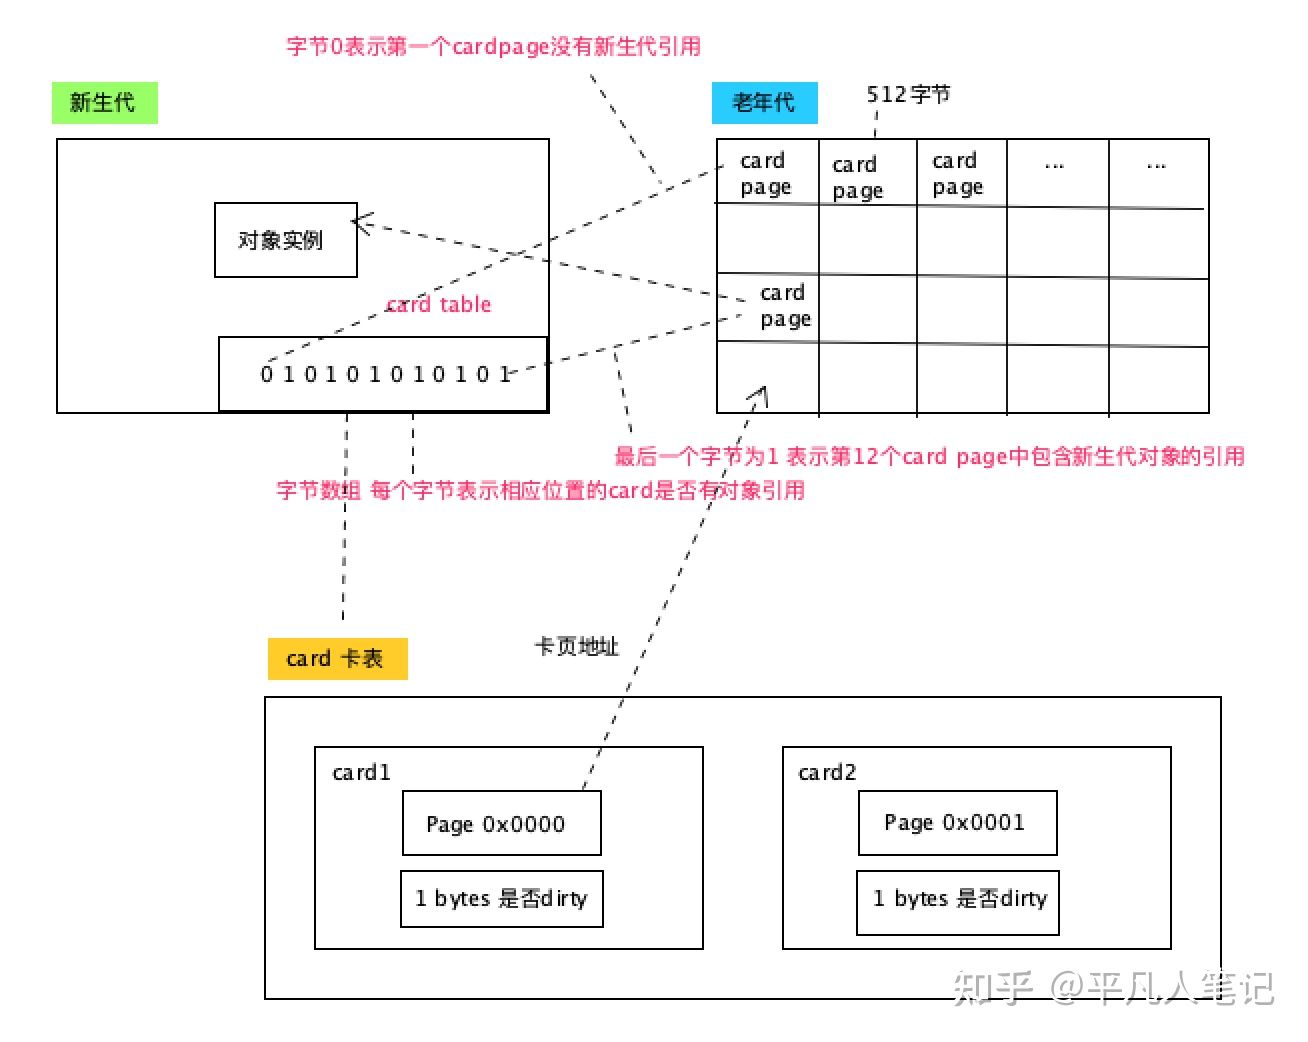 字节0表示第一个cardpage没有新生代引用
新生代
老年代
512字节
card
page
card
page
card
page
...
...
对象实例
card table
card
page
0 1 0 1 0 1 0 1 0 1 0 1
最后一个字节为1 表示第12个card page中包含新生代对象的引用
字节数组 每个字节表示相应位置的card是否有对象引用
卡页地址
card 卡表
card1
Page 0x0000
1 bytes 是否dirty
card2
Page 0x0001
1 bytes 是否dirty
知乎 @平凡人笔记